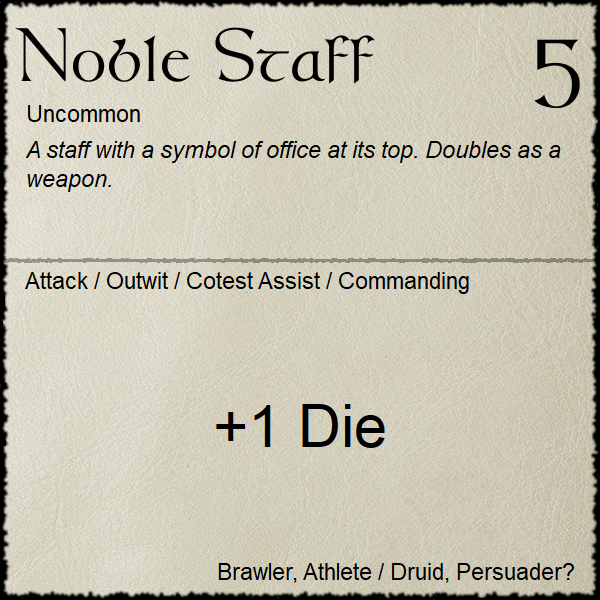 Noble Staff
5
Uncommon
A staff with a symbol of office at its top. Doubles as a
weapon.
Attack / Outwit / Cotest Assist / Commanding
+1 Die
Brawler, Athlete / Druid, Persuader?